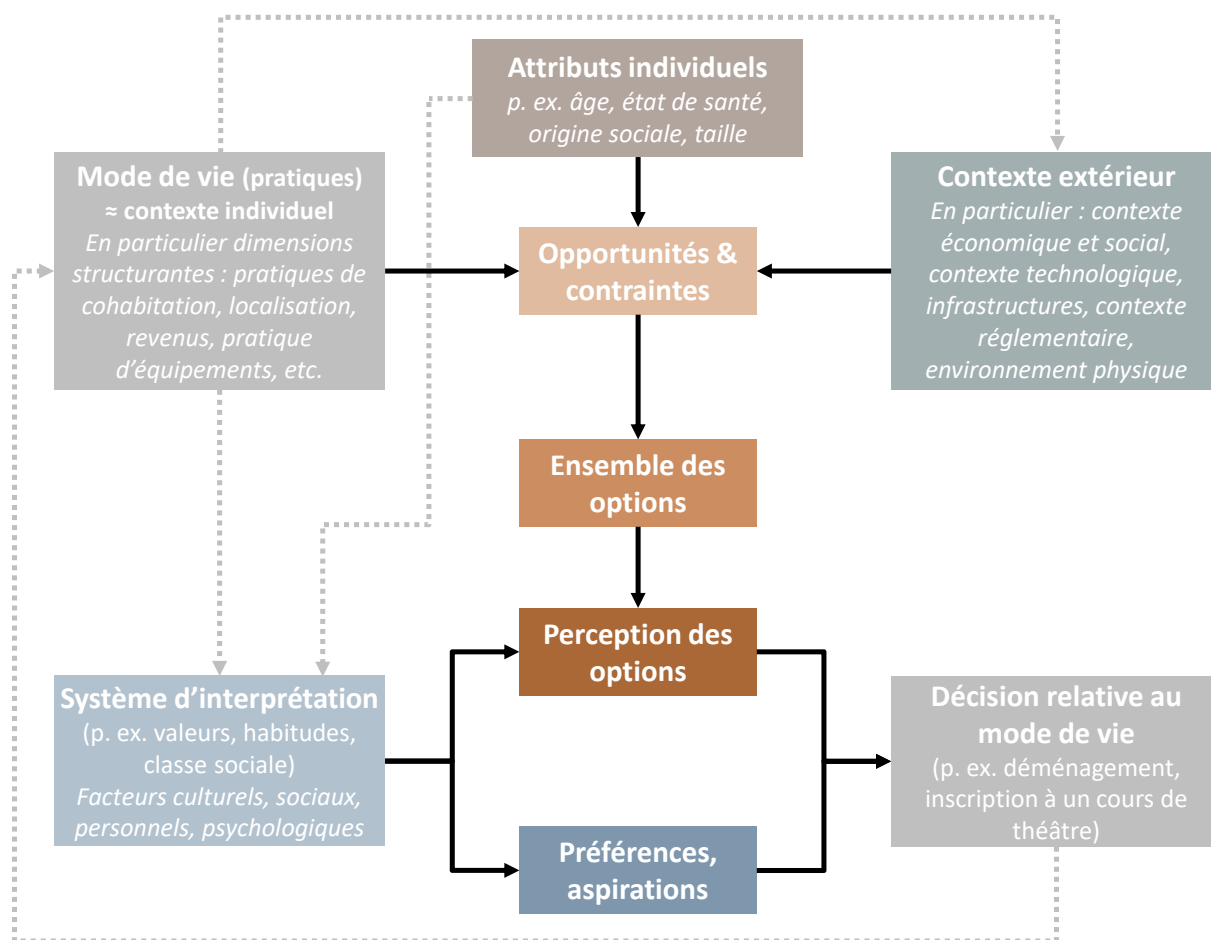 Attributs individuels
p. ex. âge, état de santé,
origine sociale, taille
Mode de vie (pratiques)
≈ contexte individuel
En particulier dimensions
structurantes : pratiques de
cohabitation, localisation,
revenus, pratique
d’équipements, etc.
Opportunités &
contraintes
Contexte extérieur
En particulier : contexte
économique et social,
contexte technologique,
infrastructures, contexte
réglementaire,
environnement physique
Ensemble des
options
Perception des
options
Système d’interprétation
(p. ex. valeurs, habitudes,
classe sociale)
Facteurs culturels, sociaux,
personnels, psychologiques
Décision relative au
mode de vie
(p. ex. déménagement,
inscription à un cours de
théâtre)
Préférences,
aspirations